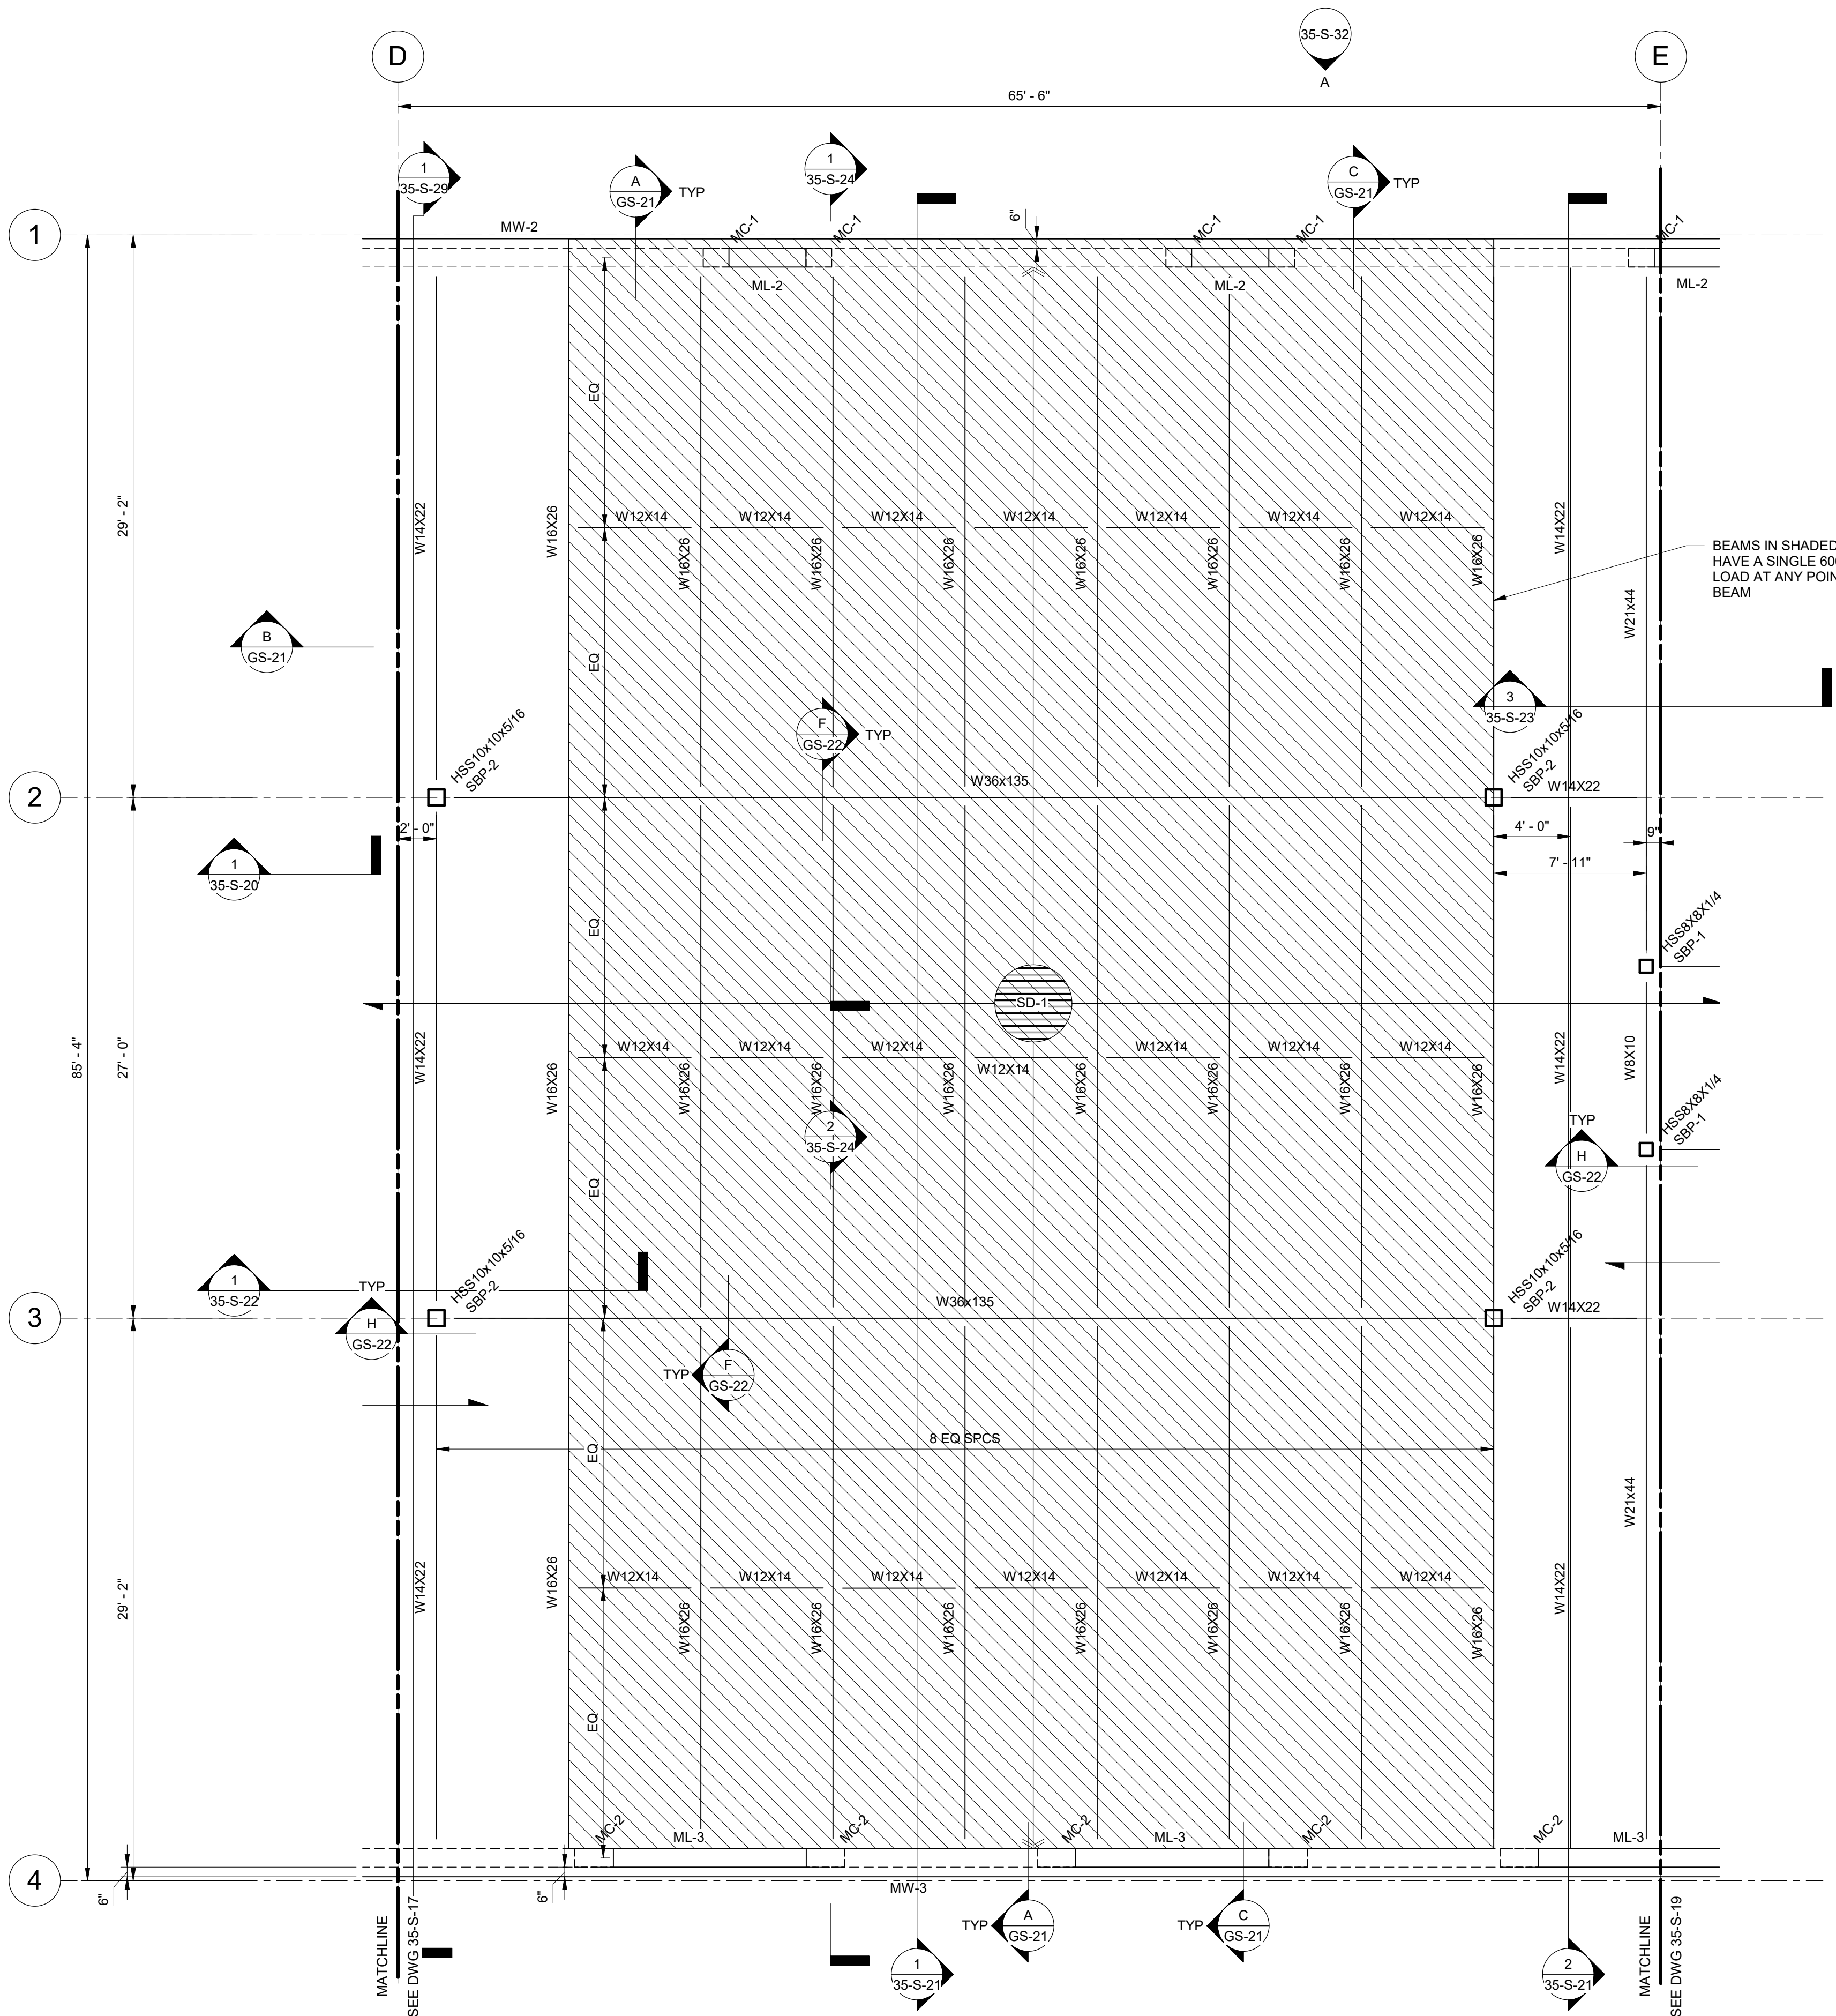 35-S-32
A
D
E
65' - 6"
1
35-S-29
A
GS-21
TYP
1
35-S-24
C
GS-21
TYP
1
MW-2
MC-1
MC-1
6"
MC-1
MC-1
MC-1
ML-2
ML-2
ML-2
EQ
29' - 2"
W14X22
W16X26
W12X14
W12X14
W12X14
W12X14
W12X14
W12X14
W12X14
W16X26
W16X26
W16X26
W16X26
W16X26
W16X26
W16X26
W14X22
W21x44
BEAMS IN SHADED
HAVE A SINGLE 60
LOAD AT ANY POIN
BEAM
B
GS-21
EQ
3
35-S-23
F
GS-22
TYP
HSS10x10x5/16
SBP-2
HSS10x10x5/16
SBP-2
2
W36x135
W14X22
2' - 0"
4' - 0"
9"
7' - 11"
1
35-S-20
EQ
HSS8X8X1/4
SBP-1
SD-1
85' - 4"
27' - 0"
W14X22
W16X26
W12X14
W12X14
W12X14
W12X14
W12X14
W12X14
W12X14
W16X26
W16X26
W16X26
W16X26
W16X26
W16X26
W16X26
W14X22
W8X10
HSS8X8X1/4
SBP-1
2
35-S-24
TYP
H
GS-22
EQ
1
35-S-22
TYP
H
GS-22
HSS10x10x5/16
SBP-2
HSS10x10x5/16
SBP-2
3
W36x135
W14X22
TYP
F
GS-22
8 EQ SPCS
EQ
W21x44
29' - 2"
W14X22
W16X26
W12X14
W12X14
W12X14
W12X14
W12X14
W12X14
W12X14
W16X26
W16X26
W16X26
W16X26
W16X26
W16X26
W16X26
W14X22
EQ
MC-2
ML-3
MC-2
MC-2
ML-3
MC-2
MC-2
ML-3
4
6"
6"
MW-3
TYP
A
GS-21
TYP
C
GS-21
MATCHLINE
SEE DWG 35-S-17
1
35-S-21
2
35-S-21
MATCHLINE
SEE DWG 35-S-19